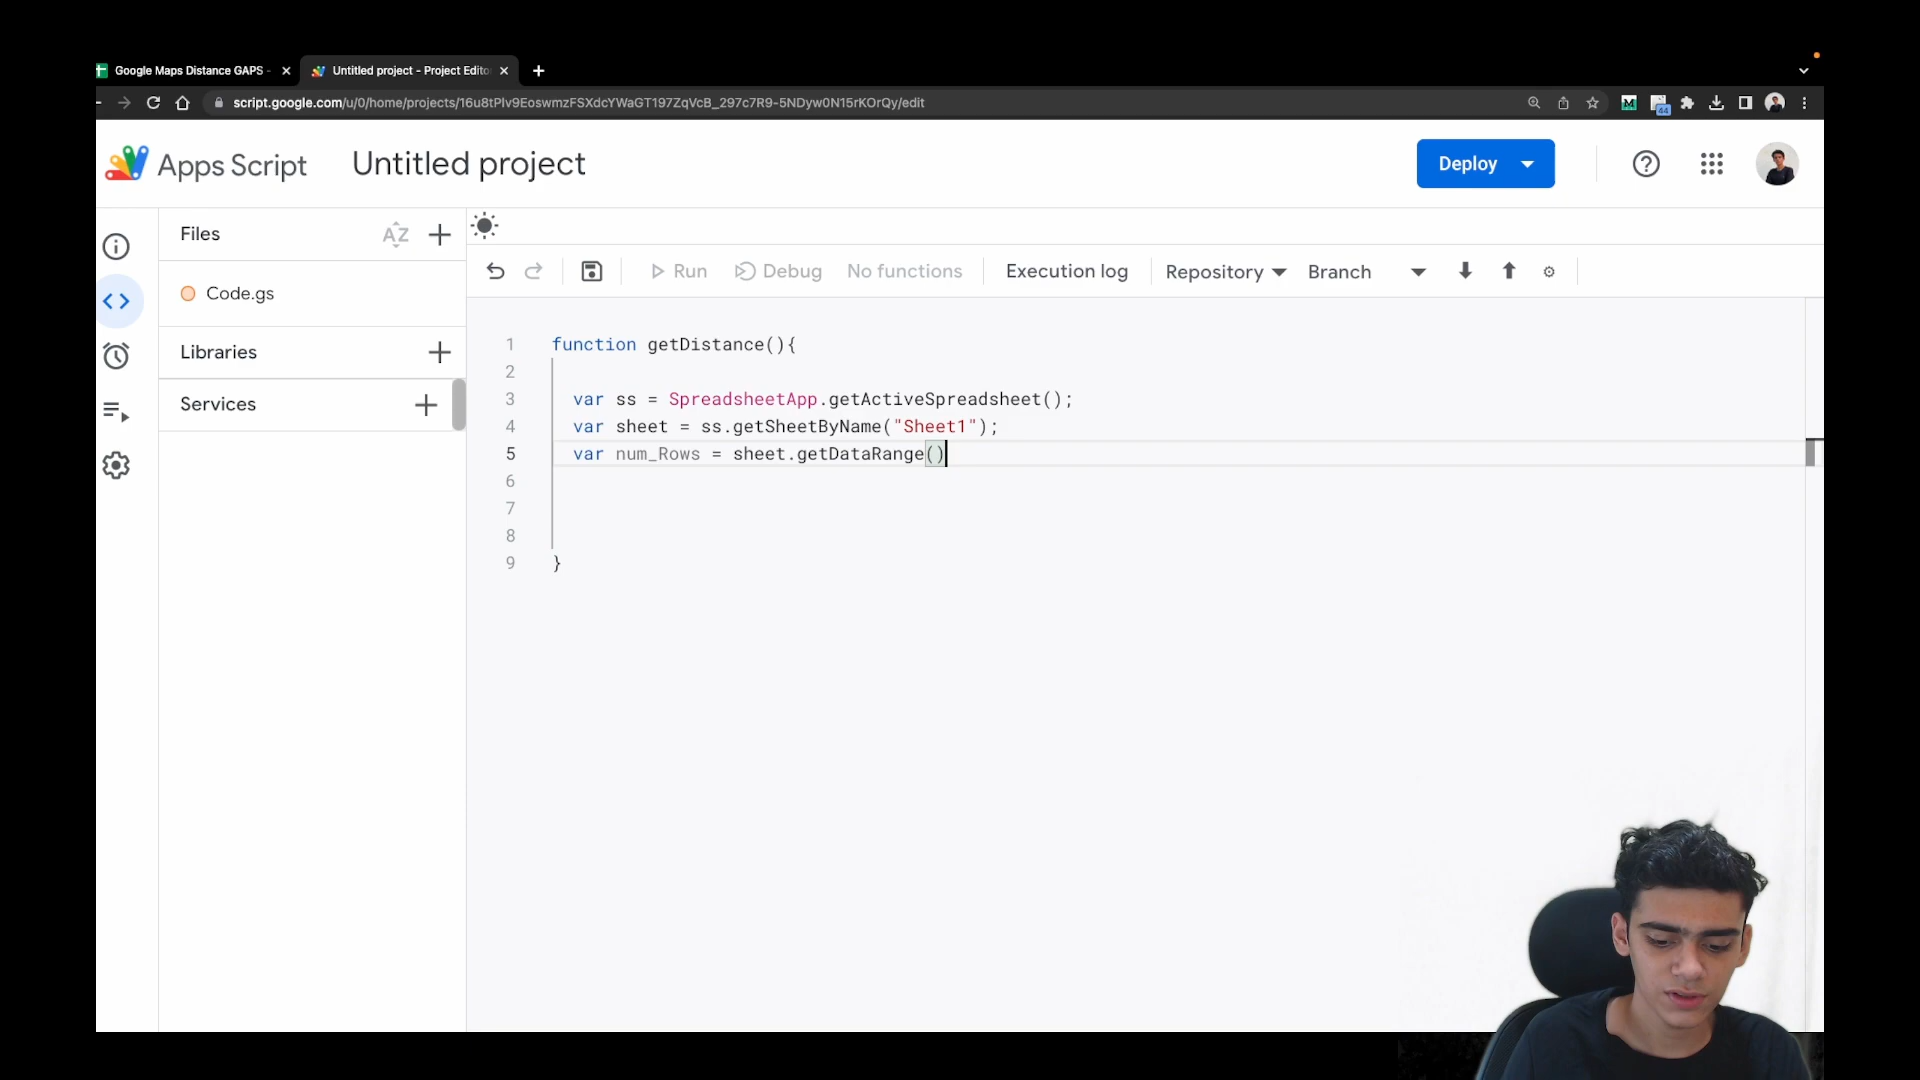 Google Maps Distance GAPS -
Untitled project - Project Edito
script.google.com/u/0/home/projects/16u8tPlv9EoswmzFSXdcYWaGT197ZqVcB_297c7R9-5NDyw0N15rKOrQy/edit
44
Apps Script
Untitled project
Deploy
Files
AZ
Run
Debug
No functions
Execution log
Repository
Branch
Code.gs
Libraries
Services
1 function getDistance(){
2
3 var ss = SpreadsheetApp.getActiveSpreadsheet();
4 var sheet = ss.getSheetByName("Sheet1");
5 var num_Rows = sheet.getDataRange()
6
7
8
9 }